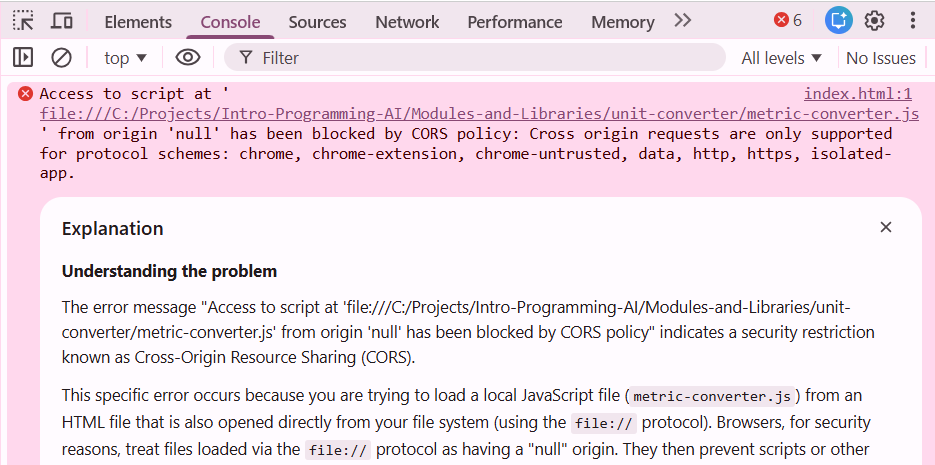 Elements Console Sources Network Performance Memory 6
top Filter All levels No Issues
Access to script at ' index.html:1
file:///C:/Projects/Intro-Programming-AI/Modules-and-Libraries/unit-converter/metric-converter.js
' from origin 'null' has been blocked by CORS policy: Cross origin requests are only supported
for protocol schemes: chrome, chrome-extension, chrome-untrusted, data, http, https, isolated-
app.
Explanation
Understanding the problem
The error message "Access to script at 'file:///C:/Projects/Intro-Programming-AI/Modules-and-Libraries/unit-
converter/metric-converter.js' from origin 'null' has been blocked by CORS policy" indicates a security restriction
known as Cross-Origin Resource Sharing (CORS).
This specific error occurs because you are trying to load a local JavaScript file (metric-converter.js) from an
HTML file that is also opened directly from your file system (using the file:// protocol). Browsers, for security
reasons, treat files loaded via the file:// protocol as having a "null" origin. They then prevent scripts or other